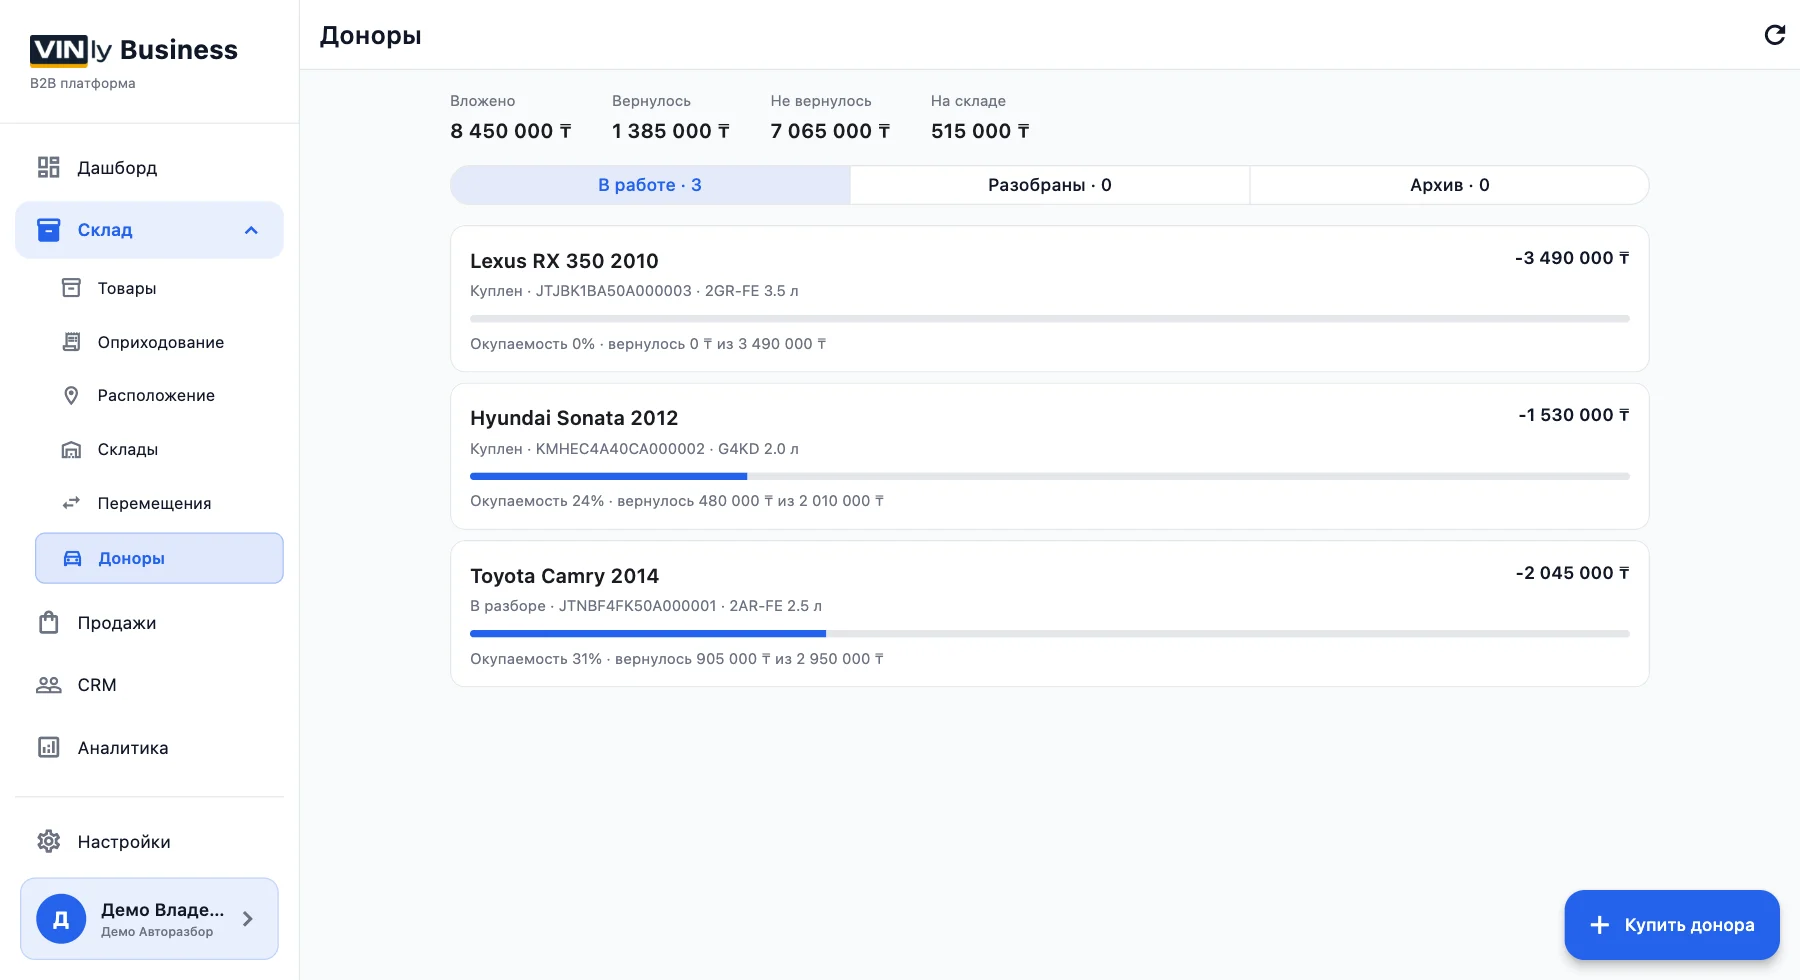 VINly Business
B2B платформа
Дашборд
Склад
Товары
Оприходование
Расположение
Склады
Перемещения
Доноры
Продажи
CRM
Аналитика
Настройки
Д
Демо Владе...
Демо Авторазбор
Доноры
Вложено
8 450 000 ₸
Вернулось
1 385 000 ₸
Не вернулось
7 065 000 ₸
На складе
515 000 ₸
В работе · 3
Разобраны · 0
Архив · 0
Lexus RX 350 2010
-3 490 000 ₸
Куплен · JTJBK1BA50A000003 · 2GR-FE 3.5 л
Окупаемость 0% · вернулось 0 ₸ из 3 490 000 ₸
Hyundai Sonata 2012
-1 530 000 ₸
Куплен · KMHEC4A40CA000002 · G4KD 2.0 л
Окупаемость 24% · вернулось 480 000 ₸ из 2 010 000 ₸
Toyota Camry 2014
-2 045 000 ₸
В разборе · JTNBF4FK50A000001 · 2AR-FE 2.5 л
Окупаемость 31% · вернулось 905 000 ₸ из 2 950 000 ₸
Купить донора